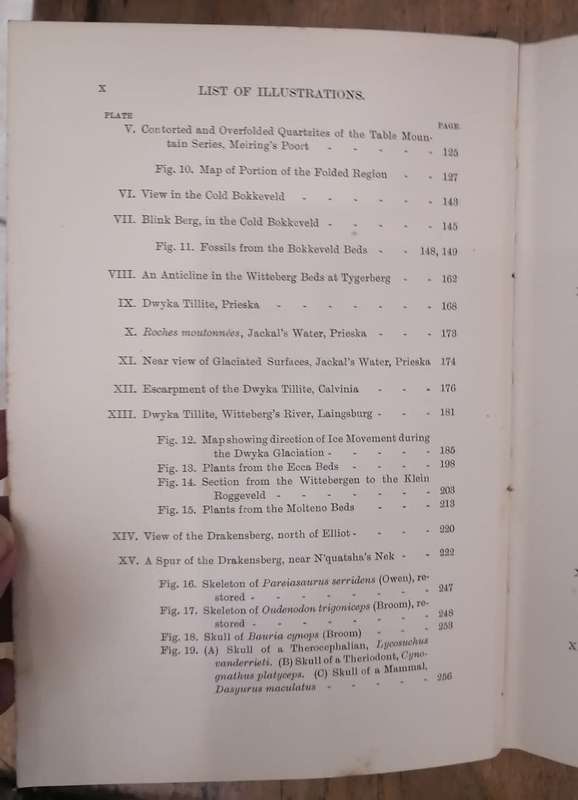 X LIST OF ILLUSTRATIONS.
PLATE PAGE
V. Contorted and Overfolded Quartzites of the Table Moun-
tain Series, Meiring's Poort - - - - - 125
Fig. 10. Map of Portion of the Folded Region - - 127
VI. View in the Cold Bokkeveld - - - - - - 143
VII. Blink Berg, in the Cold Bokkeveld - - - - - 145
Fig. 11. Fossils from the Bokkeveld Beds - - 148, 149
VIII. An Anticline in the Witteberg Beds at Tygerberg - - 162
IX. Dwyka Tillite, Prieska - - - - - - - 168
X. Roches moutonnées, Jackal's Water, Prieska - - - 173
XI. Near view of Glaciated Surfaces, Jackal's Water, Prieska 174
XII. Escarpment of the Dwyka Tillite, Calvinia - - - 176
XIII. Dwyka Tillite, Witteberg's River, Laingsburg - - - 181
Fig. 12. Map showing direction of Ice Movement during
the Dwyka Glaciation - - - - - 185
Fig. 13. Plants from the Ecca Beds - - - - 198
Fig. 14. Section from the Wittebergen to the Klein
Roggeveld - - - - - - - 203
Fig. 15. Plants from the Molteno Beds - - - 213
XIV. View of the Drakensberg, north of Elliot - - - - 220
XV. A Spur of the Drakensberg, near N'quatsha's Nek - - 222
Fig. 16. Skeleton of Pareiasaurus serridens (Owen), re-
stored - - - - - - - - 247
Fig. 17. Skeleton of Oudenodon trigoniceps (Broom), re-
stored - - - - - - - - 248
Fig. 18. Skull of Bauria cynops (Broom) - - - 253
Fig. 19. (A) Skull of a Therocephalian, Lycosuchus
vanderrieti. (B) Skull of a Theriodont, Cyno-
gnathus platyceps. (C) Skull of a Mammal,
Dasyurus maculatus - - - - - 256
X